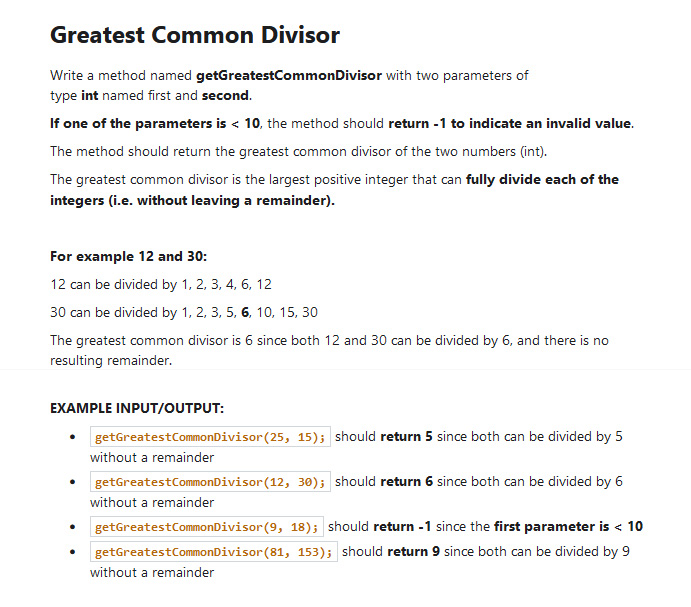 Greatest Common Divisor
Write a method named getGreatestCommonDivisor with two parameters of
type int named first and second.
If one of the parameters is < 10, the method should return -1 to indicate an invalid value.
The method should return the greatest common divisor of the two numbers (int).
The greatest common divisor is the largest positive integer that can fully divide each of the
integers (i.e. without leaving a remainder).
For example 12 and 30:
12 can be divided by 1, 2, 3, 4, 6, 12
30 can be divided by 1, 2, 3, 5, 6, 10, 15, 30
The greatest common divisor is 6 since both 12 and 30 can be divided by 6, and there is no
resulting remainder.
EXAMPLE INPUT/OUTPUT:
• getGreatestCommonDivisor(25, 15); should return 5 since both can be divided by 5
without a remainder
• getGreatestCommonDivisor(12, 30); should return 6 since both can be divided by 6
without a remainder
• getGreatestCommonDivisor(9, 18); should return -1 since the first parameter is < 10
• getGreatestCommonDivisor(81, 153); should return 9 since both can be divided by 9
without a remainder